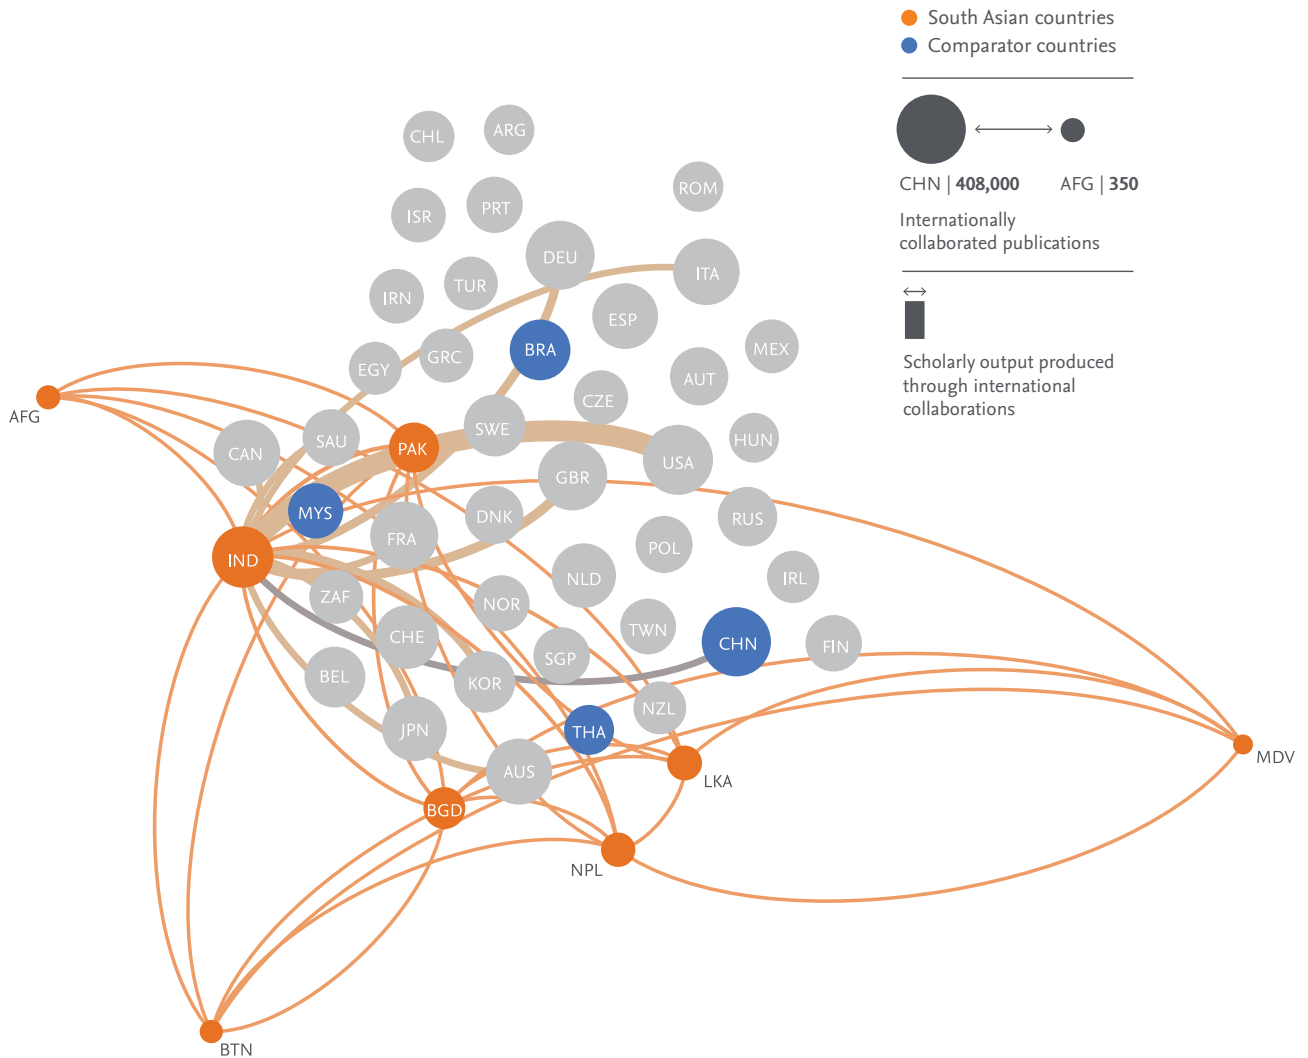 South Asian countries
Comparator countries
CHN | 408,000
AFG | 350
Internationally
collaborated publications
Scholarly output produced
through international
collaborations
CHL
ARG
ROM
ISR
PRT
DEU
ITA
IRN
TUR
ESP
BRA
MEX
EGY
GRC
AUT
CZE
AFG
CAN
SAU
PAK
SWE
HUN
USA
GBR
MYS
DNK
RUS
FRA
POL
IND
NLD
IRL
ZAF
NOR
TWN
CHE
CHN
FIN
SGP
BEL
KOR
NZL
JPN
THA
AUS
LKA
MDV
BGD
NPL
BTN